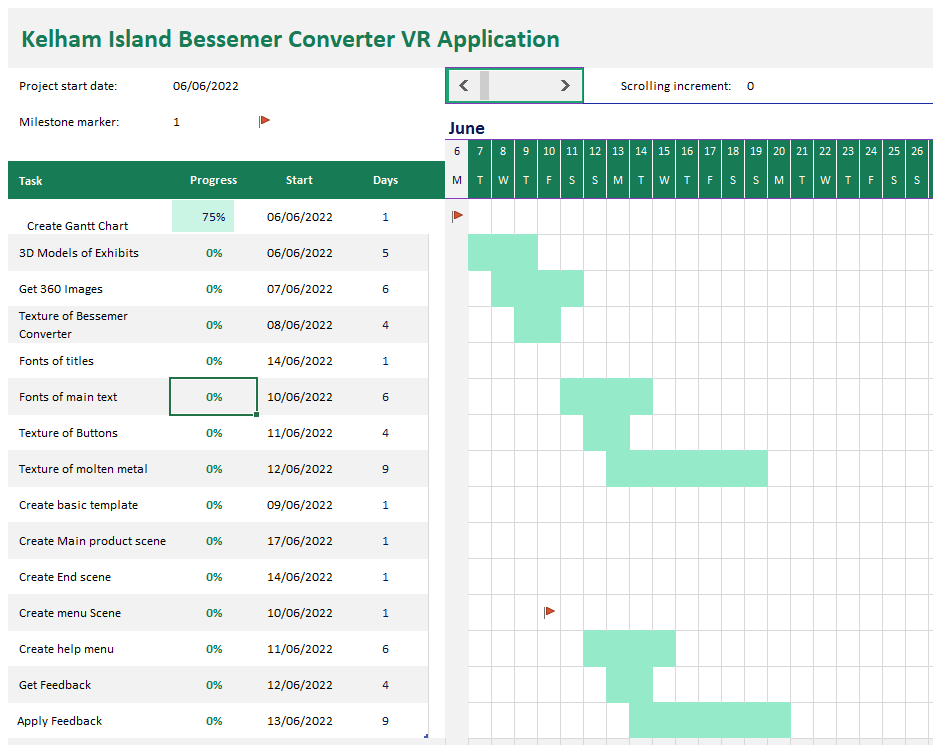 Kelham Island Bessemer Converter VR Application
Project start date: 06/06/2022 Scrolling increment: 0
Milestone marker: 1
June
6 7 8 9 10 11 12 13 14 15 16 17 18 19 20 21 22 23 24 25 26
Task Progress Start Days M T W T F S S M T W T F S S M T W T F S S
Create Gantt Chart 75% 06/06/2022 1
3D Models of Exhibits 0% 06/06/2022 5
Get 360 Images 0% 07/06/2022 6
Texture of Bessemer
Converter 0% 08/06/2022 4
Fonts of titles 0% 14/06/2022 1
Fonts of main text 0% 10/06/2022 6
Texture of Buttons 0% 11/06/2022 4
Texture of molten metal 0% 12/06/2022 9
Create basic template 0% 09/06/2022 1
Create Main product scene 0% 17/06/2022 1
Create End scene 0% 14/06/2022 1
Create menu Scene 0% 10/06/2022 1
Create help menu 0% 11/06/2022 6
Get Feedback 0% 12/06/2022 4
Apply Feedback 0% 13/06/2022 9